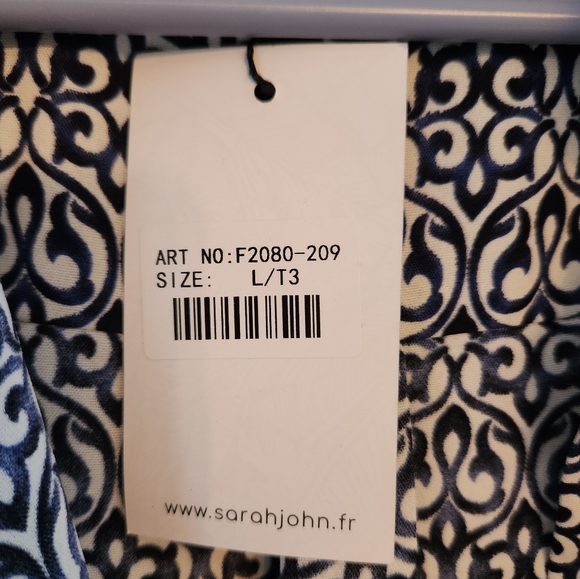 ART NO:F2080-209
SIZE: L/T3
www.sarahjohn.fr